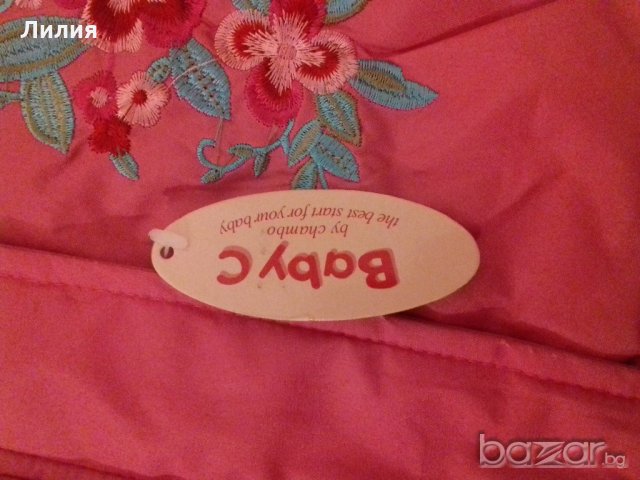 Лилия
Baby C
by chambo
the best start for your baby
bazar.bg